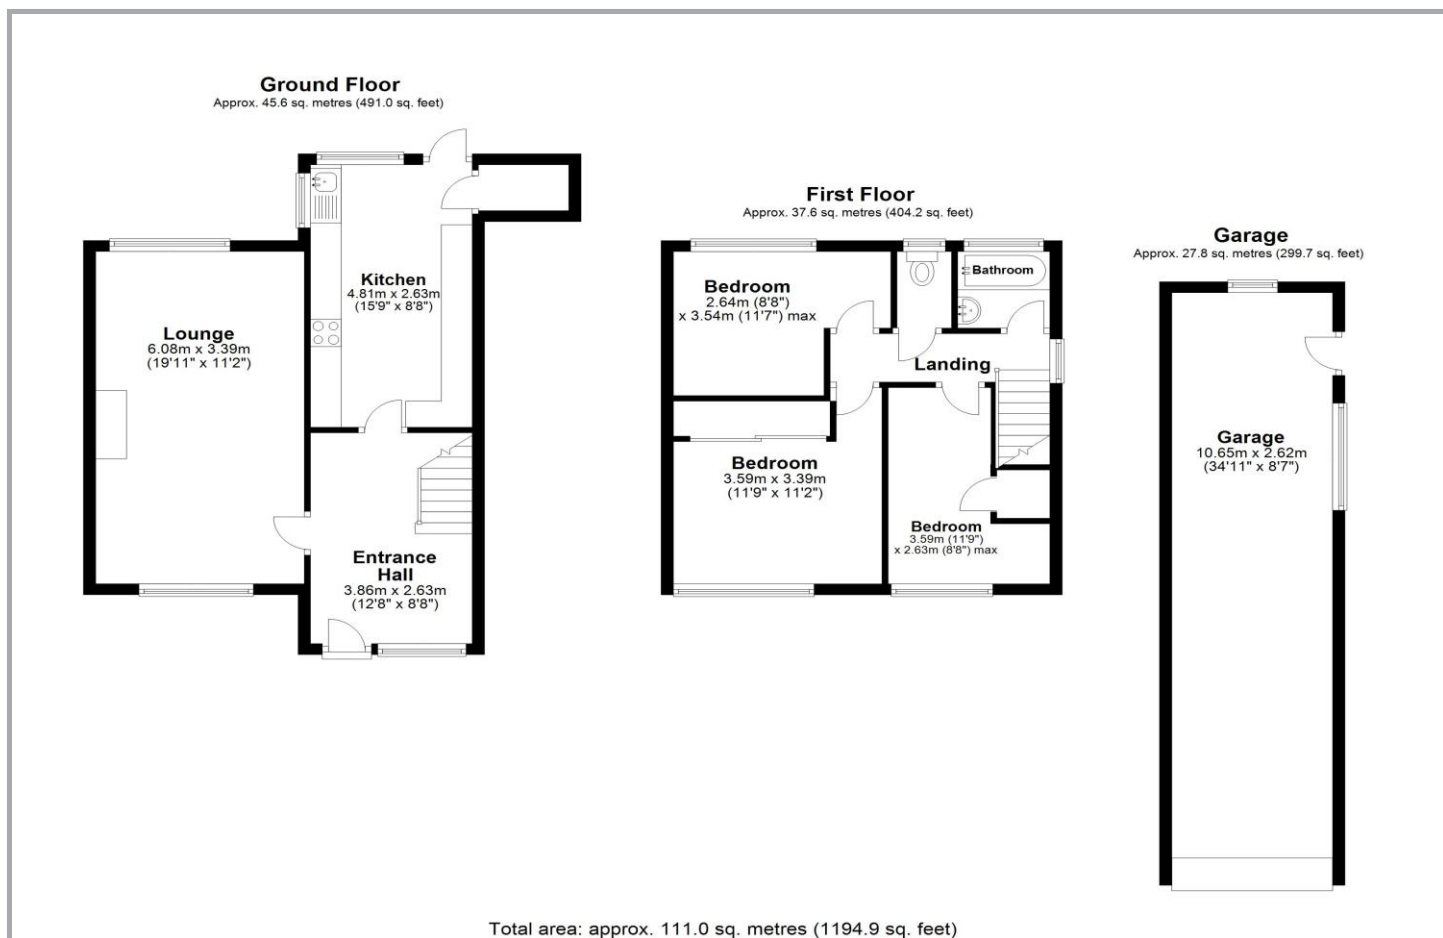 Ground Floor
Approx. 45.6 sq. metres (491.0 sq. feet)
Kitchen
4.81m x 2.63m
(15'9" x 8'8")
Lounge
6.08m x 3.39m
(19'11" x 11'2")
Entrance
Hall
3.86m x 2.63m
(12'8" x 8'8")
First Floor
Approx. 37.6 sq. metres (404.2 sq. feet)
Bedroom
2.64m (8'8")
x 3.54m (11'7") max
Bathroom
Landing
Bedroom
3.59m x 3.39m
(11'9" x 11'2")
Bedroom
3.59m (11'9")
x 2.63m (8'8") max
Garage
Approx. 27.8 sq. metres (299.7 sq. feet)
Garage
10.65m x 2.62m
(34'11" x 8'7")
Total area: approx. 111.0 sq. metres (1194.9 sq. feet)